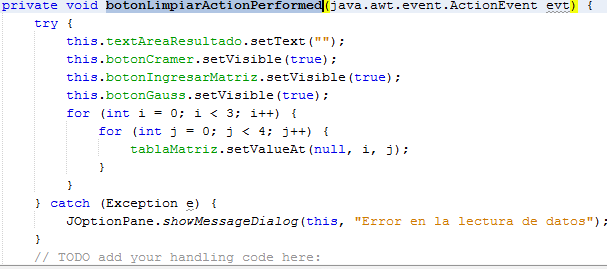 private void botonLimpiarActionPerformed(java.awt.event.ActionEvent evt) {
    try {
        this.textAreaResultado.setText("");
        this.botonCramer.setVisible(true);
        this.botonIngresarMatriz.setVisible(true);
        this.botonGauss.setVisible(true);
        for (int i = 0; i < 3; i++) {
            for (int j = 0; j < 4; j++) {
                tablaMatriz.setValueAt(null, i, j);
            }
        }
    } catch (Exception e) {
        JOptionPane.showMessageDialog(this, "Error en la lectura de datos");
    }
    // TODO add your handling code here: